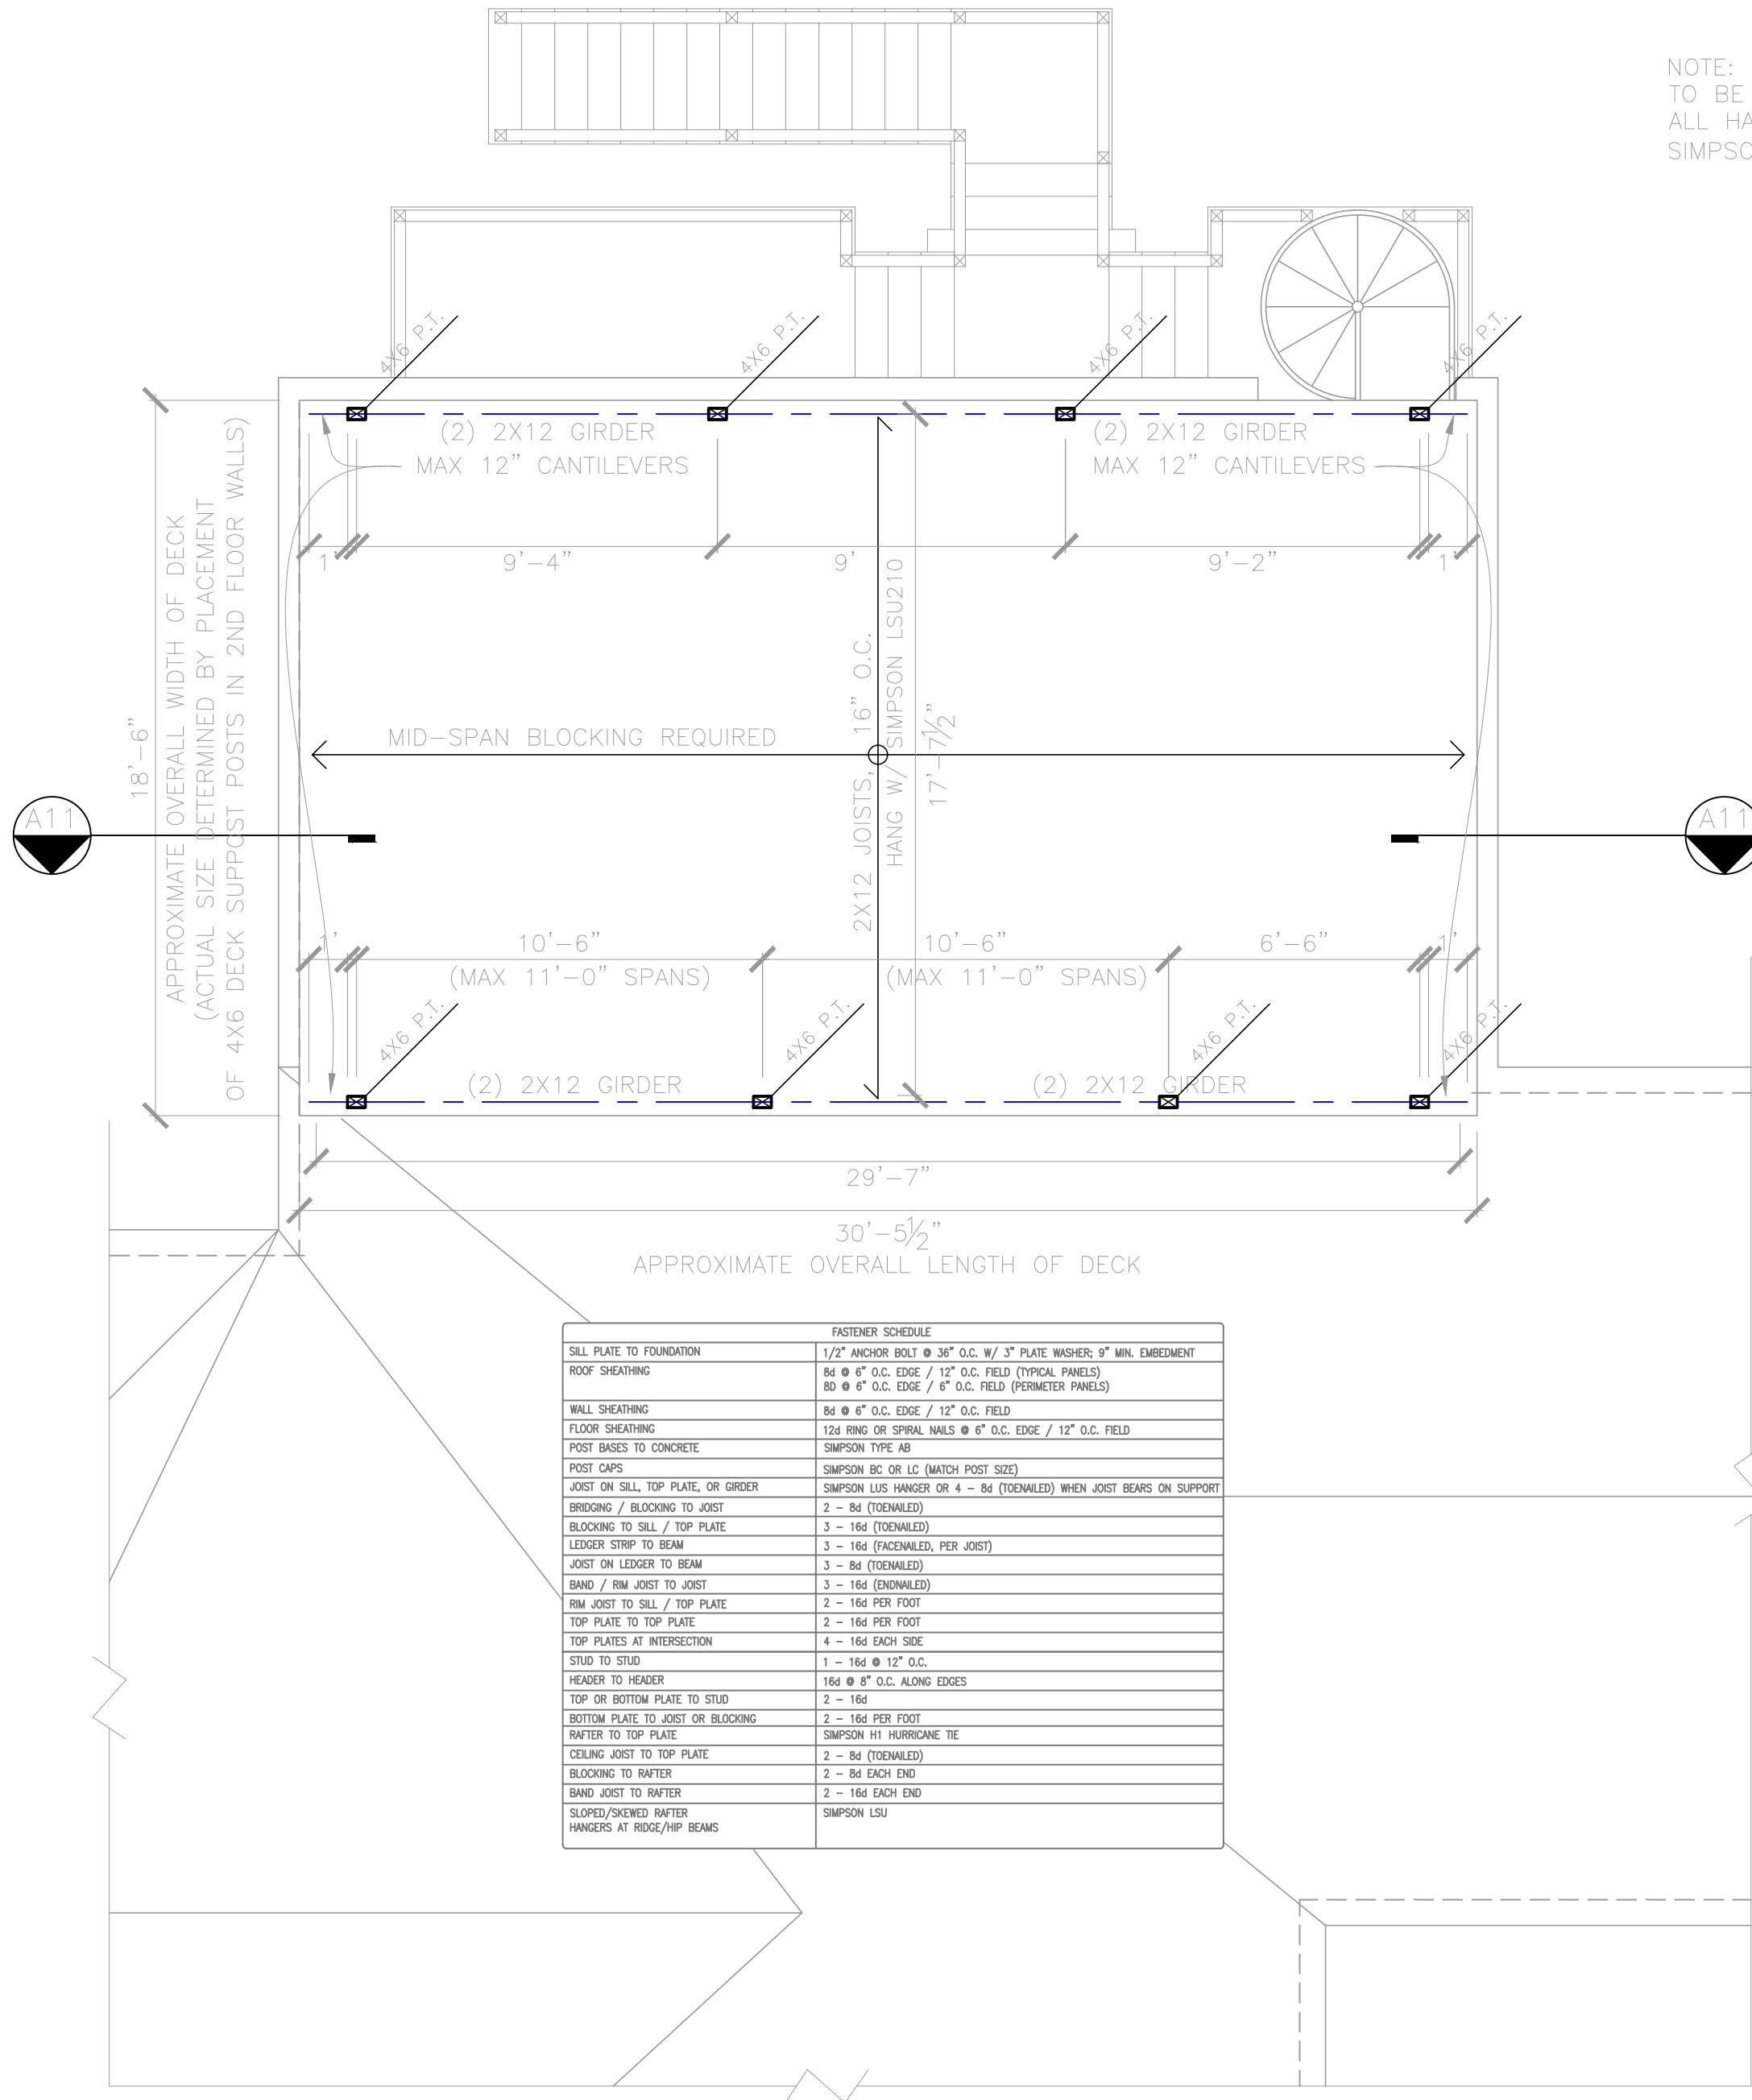 NOTE:
TO BE
ALL HA
SIMPSO
4X6 P.T.
4X6 P.T.
4X6 P.T.
4X6 P.T.
(2) 2X12 GIRDER
MAX 12" CANTILEVERS
(2) 2X12 GIRDER
MAX 12" CANTILEVERS
1'
9'-4"
9'
9'-2"
1'
18'-6"
APPROXIMATE OVERALL WIDTH OF DECK
(ACTUAL SIZE DETERMINED BY PLACEMENT
OF 4X6 DECK SUPPOST POSTS IN 2ND FLOOR WALLS)
2X12 JOISTS, 16" O.C.
HANG W/ SIMPSON LSU210
17'-7½"
MID-SPAN BLOCKING REQUIRED
A11
A11
1'
10'-6"
(MAX 11'-0" SPANS)
10'-6"
(MAX 11'-0" SPANS)
6'-6"
1'
4X6 P.T.
4X6 P.T.
4X6 P.T.
4X6 P.T.
(2) 2X12 GIRDER
(2) 2X12 GIRDER
29'-7"
30'-5½"
APPROXIMATE OVERALL LENGTH OF DECK
FASTENER SCHEDULE
SILL PLATE TO FOUNDATION 1/2" ANCHOR BOLT @ 36" O.C. W/ 3" PLATE WASHER; 9" MIN. EMBEDMENT
ROOF SHEATHING 8d @ 6" O.C. EDGE / 12" O.C. FIELD (TYPICAL PANELS)
8D @ 6" O.C. EDGE / 6" O.C. FIELD (PERIMETER PANELS)
WALL SHEATHING 8d @ 6" O.C. EDGE / 12" O.C. FIELD
FLOOR SHEATHING 12d RING OR SPIRAL NAILS @ 6" O.C. EDGE / 12" O.C. FIELD
POST BASES TO CONCRETE SIMPSON TYPE AB
POST CAPS SIMPSON BC OR LC (MATCH POST SIZE)
JOIST ON SILL, TOP PLATE, OR GIRDER SIMPSON LUS HANGER OR 4 - 8d (TOENAILED) WHEN JOIST BEARS ON SUPPORT
BRIDGING / BLOCKING TO JOIST 2 - 8d (TOENAILED)
BLOCKING TO SILL / TOP PLATE 3 - 16d (TOENAILED)
LEDGER STRIP TO BEAM 3 - 16d (FACENAILED, PER JOIST)
JOIST ON LEDGER TO BEAM 3 - 8d (TOENAILED)
BAND / RIM JOIST TO JOIST 3 - 16d (ENDNAILED)
RIM JOIST TO SILL / TOP PLATE 2 - 16d PER FOOT
TOP PLATE TO TOP PLATE 2 - 16d PER FOOT
TOP PLATES AT INTERSECTION 4 - 16d EACH SIDE
STUD TO STUD 1 - 16d @ 12" O.C.
HEADER TO HEADER 16d @ 8" O.C. ALONG EDGES
TOP OR BOTTOM PLATE TO STUD 2 - 16d
BOTTOM PLATE TO JOIST OR BLOCKING 2 - 16d PER FOOT
RAFTER TO TOP PLATE SIMPSON H1 HURRICANE TIE
CEILING JOIST TO TOP PLATE 2 - 8d (TOENAILED)
BLOCKING TO RAFTER 2 - 8d EACH END
BAND JOIST TO RAFTER 2 - 16d EACH END
SLOPED/SKEWED RAFTER SIMPSON LSU
HANGERS AT RIDGE/HIP BEAMS